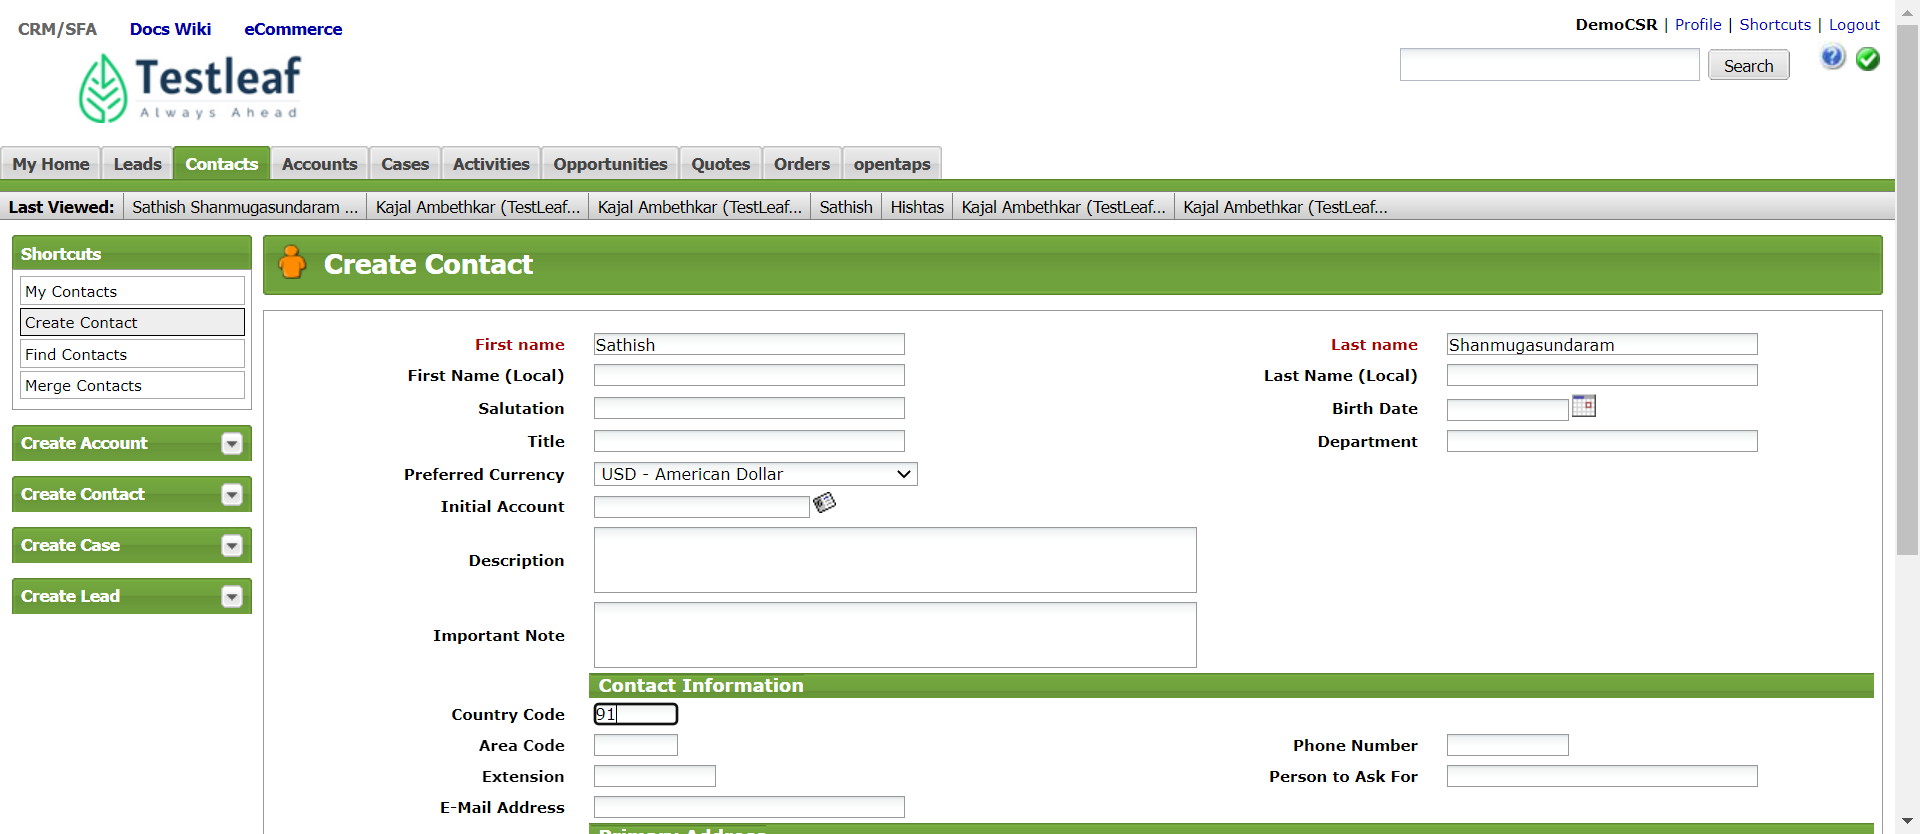 CRM/SFA Docs Wiki eCommerce
DemoCSR | Profile | Shortcuts | Logout
Search
Testleaf
Always Ahead
My Home Leads Contacts Accounts Cases Activities Opportunities Quotes Orders opentaps
Last Viewed: Sathish Shanmugasundaram ... Kajal Ambethkar (TestLeaf... Kajal Ambethkar (TestLeaf... Sathish Hishtas Kajal Ambethkar (TestLeaf... Kajal Ambethkar (TestLeaf...
Shortcuts
My Contacts
Create Contact
Find Contacts
Merge Contacts
Create Account
Create Contact
Create Case
Create Lead
Create Contact
First name Sathish Last name Shanmugasundaram
First Name (Local) Last Name (Local)
Salutation Birth Date
Title Department
Preferred Currency USD - American Dollar
Initial Account
Description
Important Note
Contact Information
Country Code 91
Area Code Phone Number
Extension Person to Ask For
E-Mail Address
Primary Address